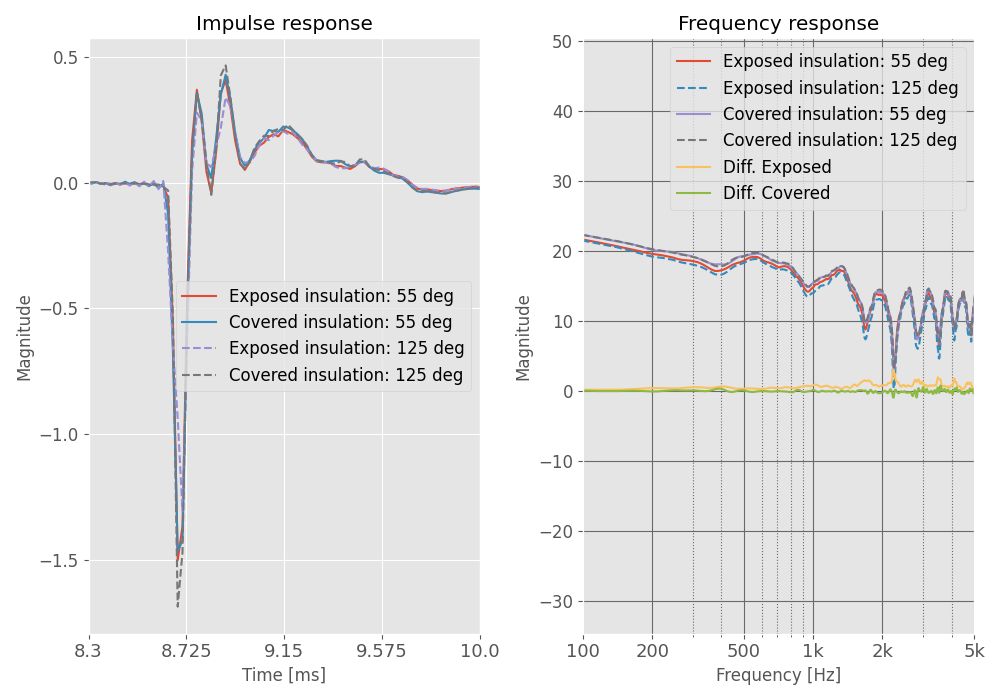 Impulse response
0.5
0.0
−0.5
−1.0
−1.5
Magnitude
Exposed insulation: 55 deg
Covered insulation: 55 deg
Exposed insulation: 125 deg
Covered insulation: 125 deg
8.3 8.725 9.15 9.575 10.0
Time [ms]
Frequency response
50
40
30
20
10
0
−10
−20
−30
Magnitude
Exposed insulation: 55 deg
Exposed insulation: 125 deg
Covered insulation: 55 deg
Covered insulation: 125 deg
Diff. Exposed
Diff. Covered
100 200 500 1k 2k 5k
Frequency [Hz]